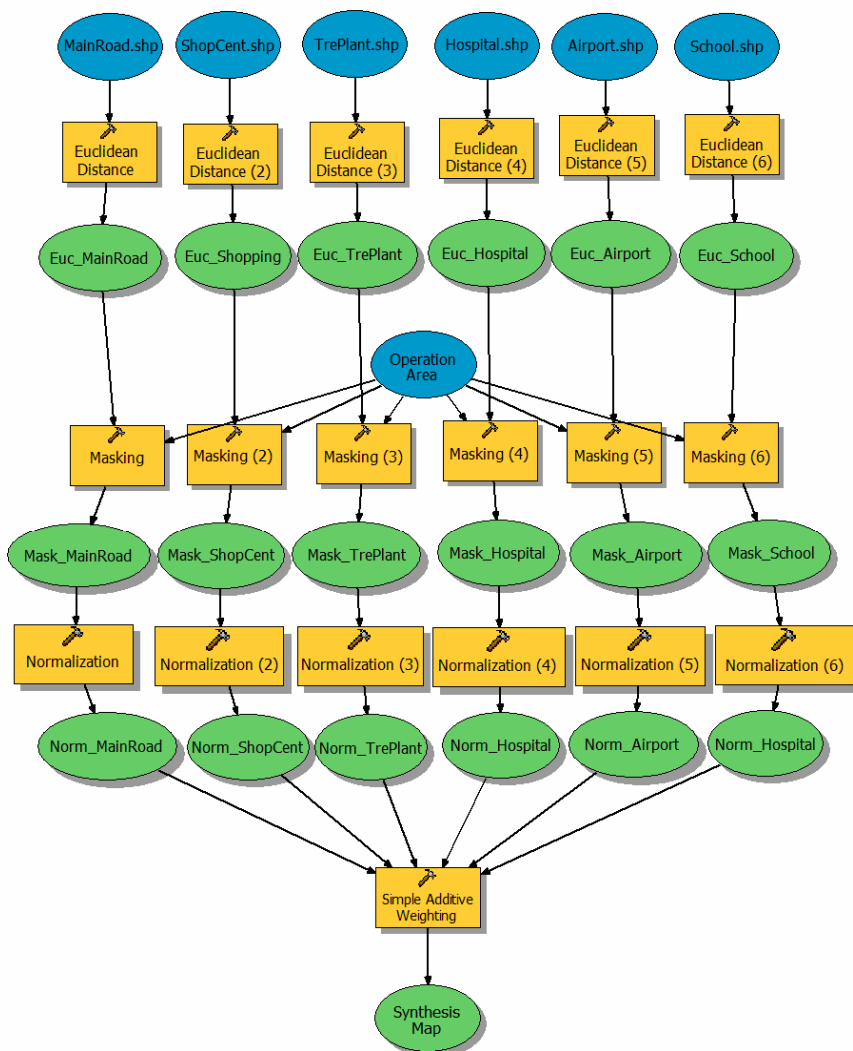 MainRoad.shp
ShopCent.shp
TrePlant.shp
Hospital.shp
Airport.shp
School.shp
Euclidean
Distance
Euclidean
Distance (2)
Euclidean
Distance (3)
Euclidean
Distance (4)
Euclidean
Distance (5)
Euclidean
Distance (6)
Euc_MainRoad
Euc_Shopping
Euc_TrePlant
Euc_Hospital
Euc_Airport
Euc_School
Operation
Area
Masking
Masking (2)
Masking (3)
Masking (4)
Masking (5)
Masking (6)
Mask_MainRoad
Mask_ShopCent
Mask_TrePlant
Mask_Hospital
Mask_Airport
Mask_School
Normalization
Normalization (2)
Normalization (3)
Normalization (4)
Normalization (5)
Normalization (6)
Norm_MainRoad
Norm_ShopCent
Norm_TrePlant
Norm_Hospital
Norm_Airport
Norm_Hospital
Simple Additive
Weighting
Synthesis
Map